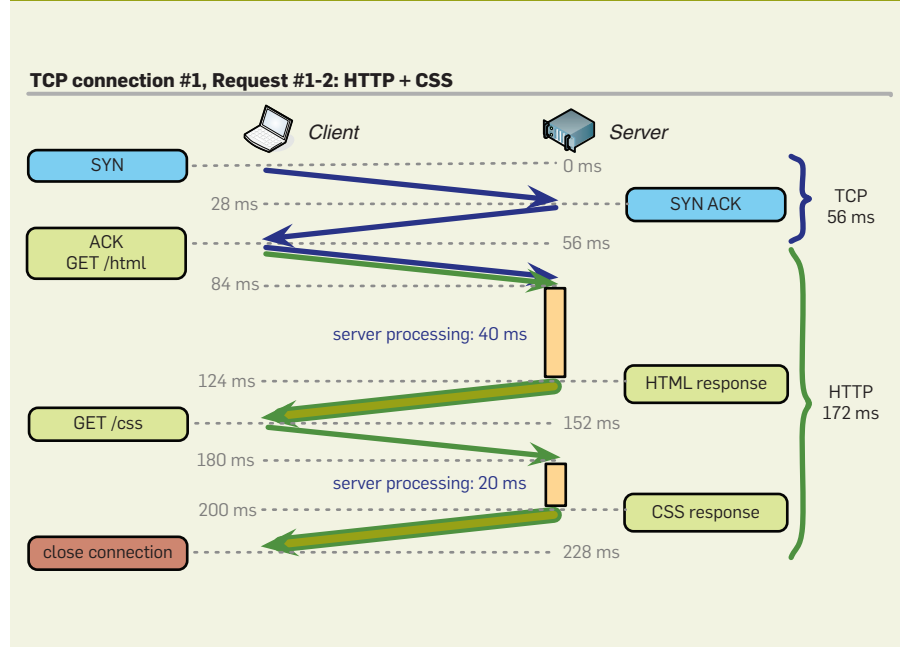 TCP connection #1, Request #1-2: HTTP + CSS
Client
Server
SYN
0 ms
28 ms
SYN ACK
TCP
56 ms
ACK
GET /html
56 ms
84 ms
server processing: 40 ms
124 ms
HTML response
HTTP
172 ms
GET /css
152 ms
180 ms
server processing: 20 ms
200 ms
CSS response
close connection
228 ms